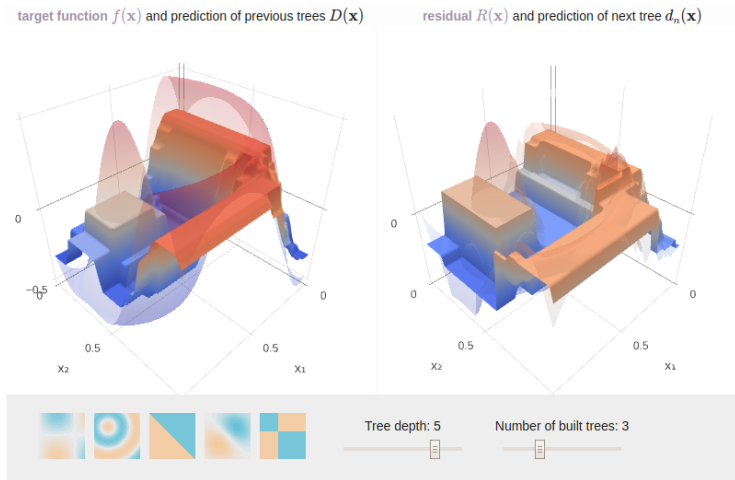 target function f(x) and prediction of previous trees D(x)
residual R(x) and prediction of next tree dₙ(x)
0
−0.5
0
0.5
x₂
0.5
x₁
0
0
0
0.5
x₂
0.5
x₁
0
Tree depth: 5
Number of built trees: 3